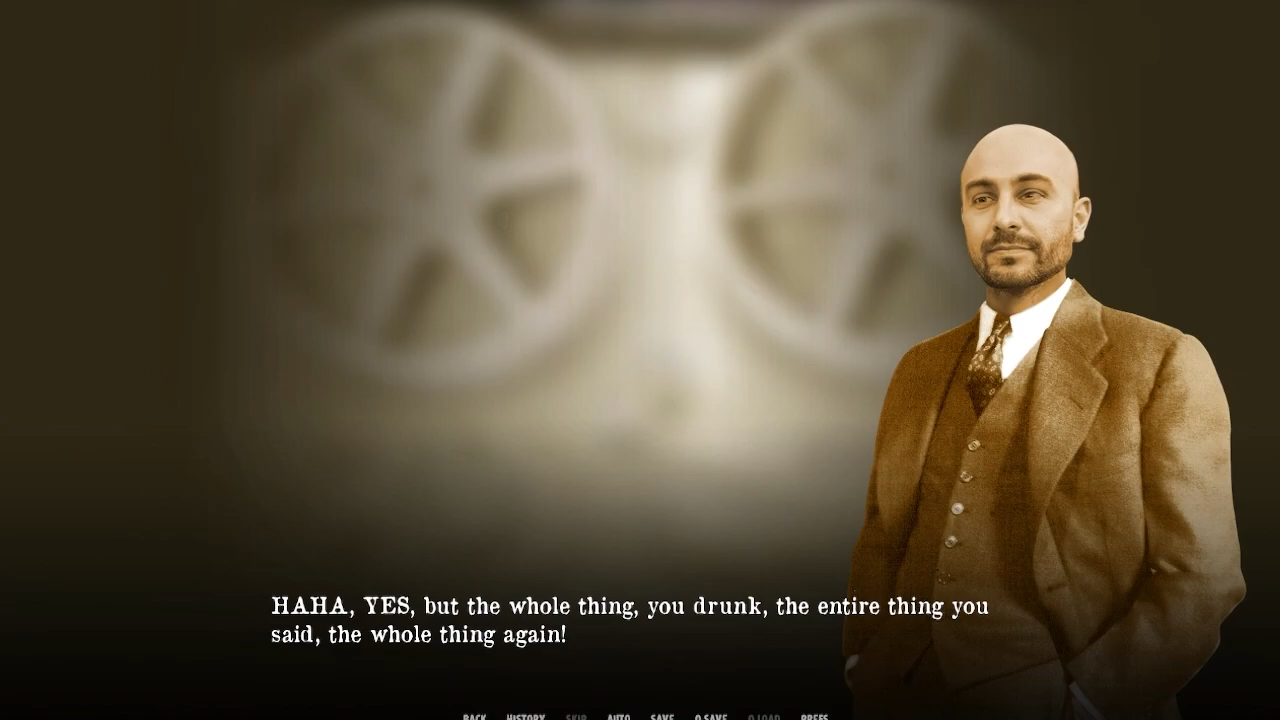 HAHA, YES, but the whole thing, you drunk, the entire thing you
said, the whole thing again!
BACK HISTORY SKIP AUTO SAVE Q.SAVE Q.LOAD PREFS